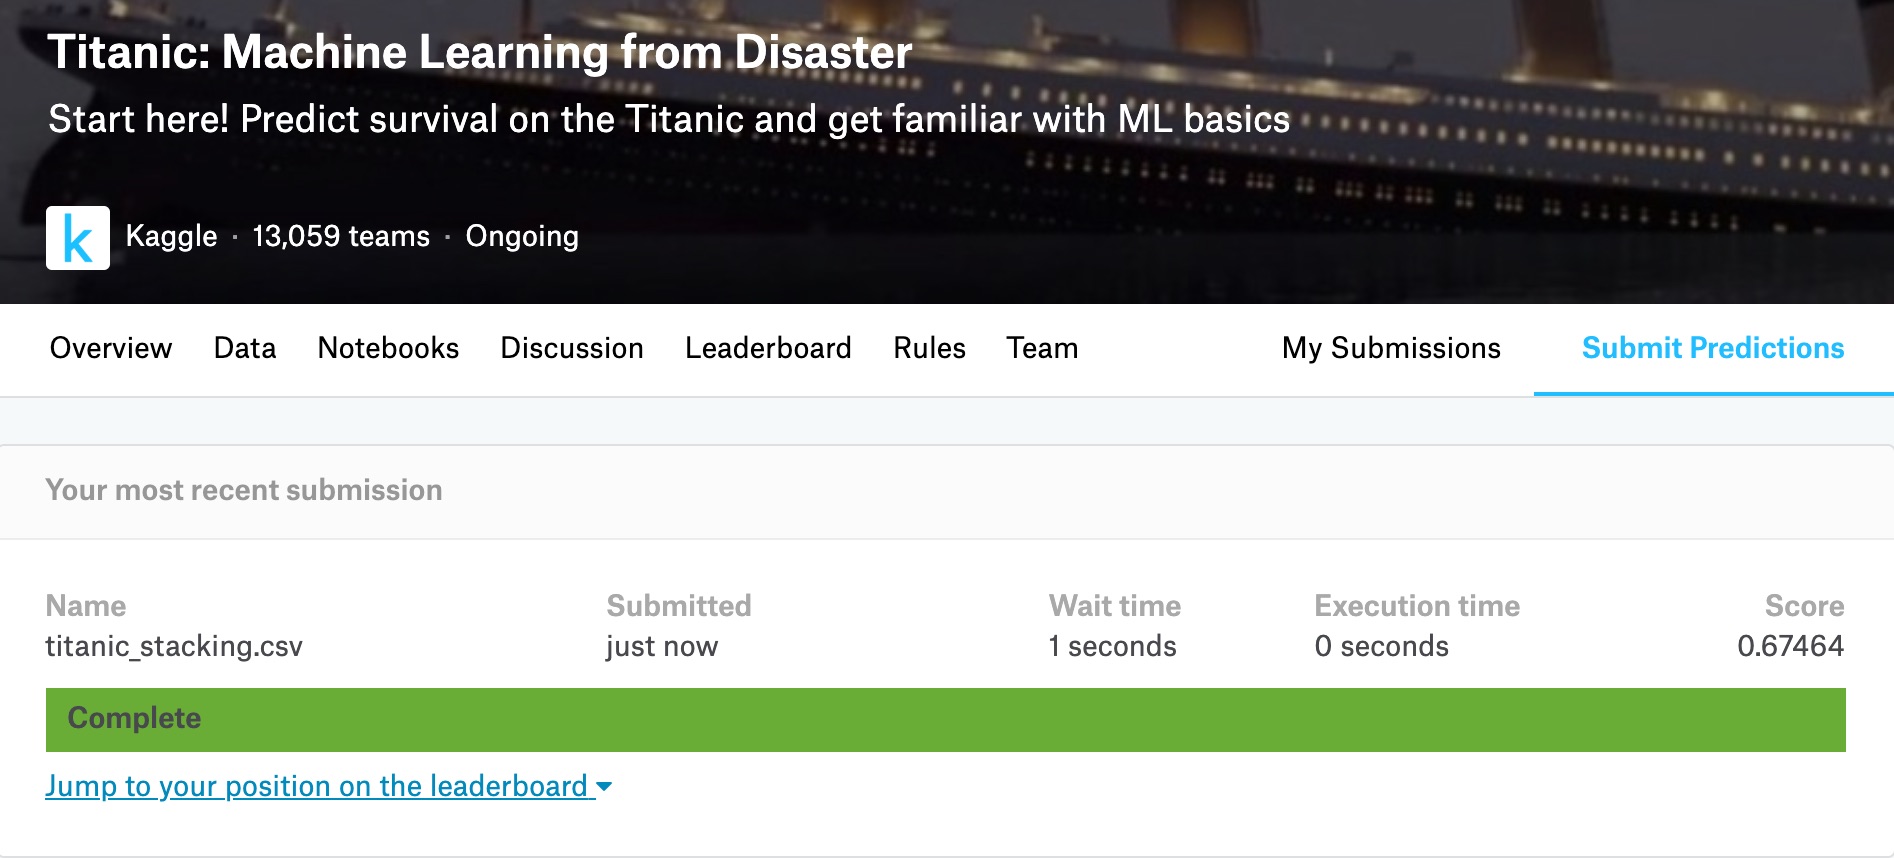 Titanic: Machine Learning from Disaster
Start here! Predict survival on the Titanic and get familiar with ML basics
k
Kaggle · 13,059 teams · Ongoing
Overview Data Notebooks Discussion Leaderboard Rules Team My Submissions Submit Predictions
Your most recent submission
Name Submitted Wait time Execution time Score
titanic_stacking.csv just now 1 seconds 0 seconds 0.67464
Complete
Jump to your position on the leaderboard